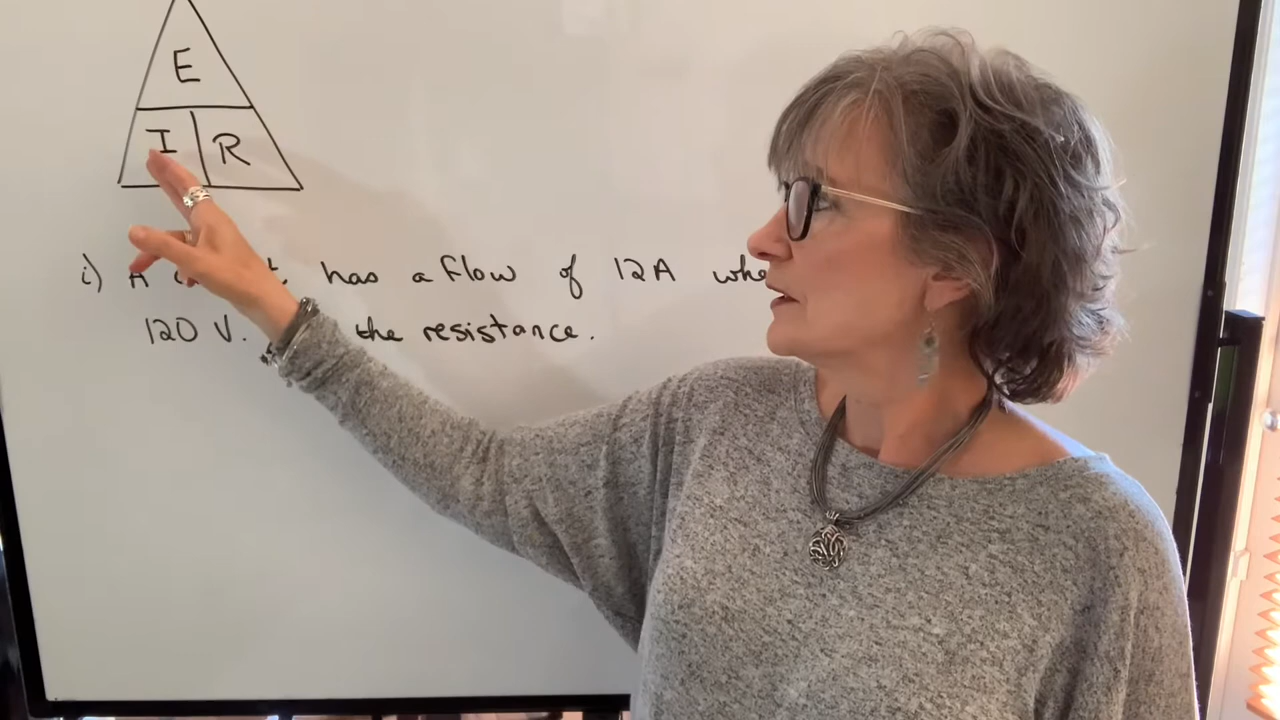 E
I R
i) A has a flow of 12A
120 V. the resistance.